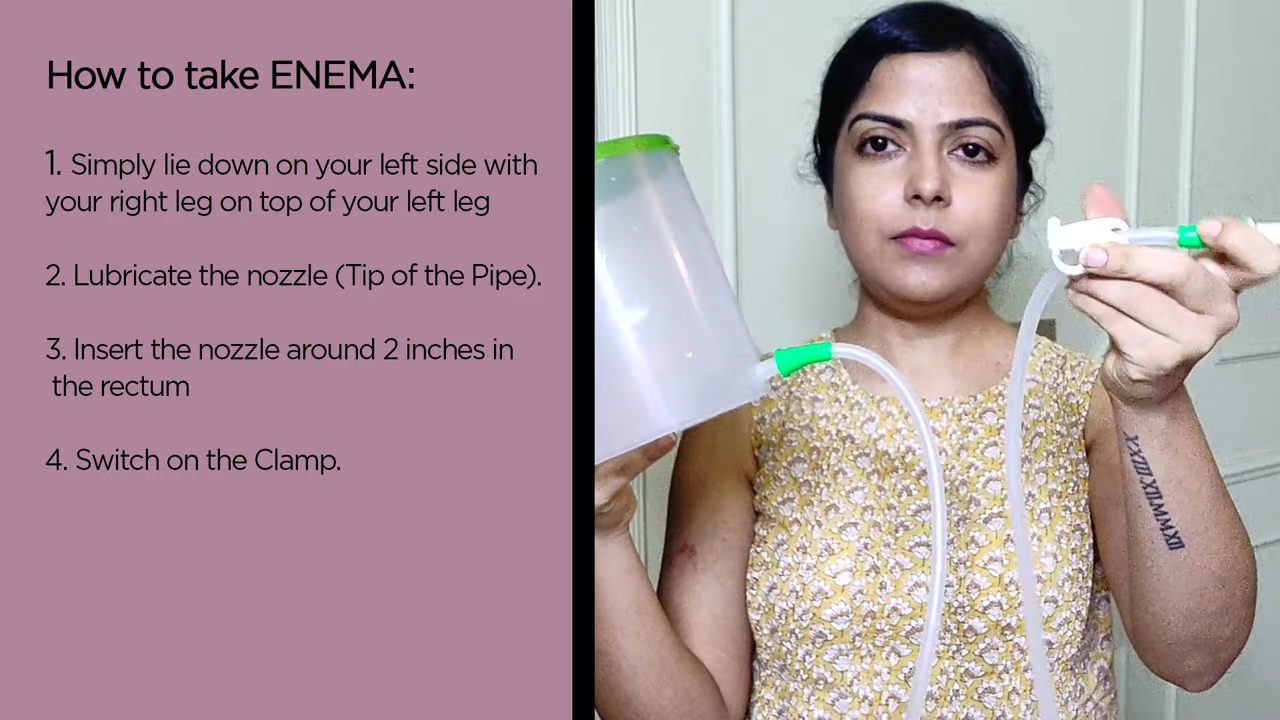 How to take ENEMA:
1. Simply lie down on your left side with
your right leg on top of your left leg
2. Lubricate the nozzle (Tip of the Pipe).
3. Insert the nozzle around 2 inches in
the rectum
4. Switch on the Clamp.